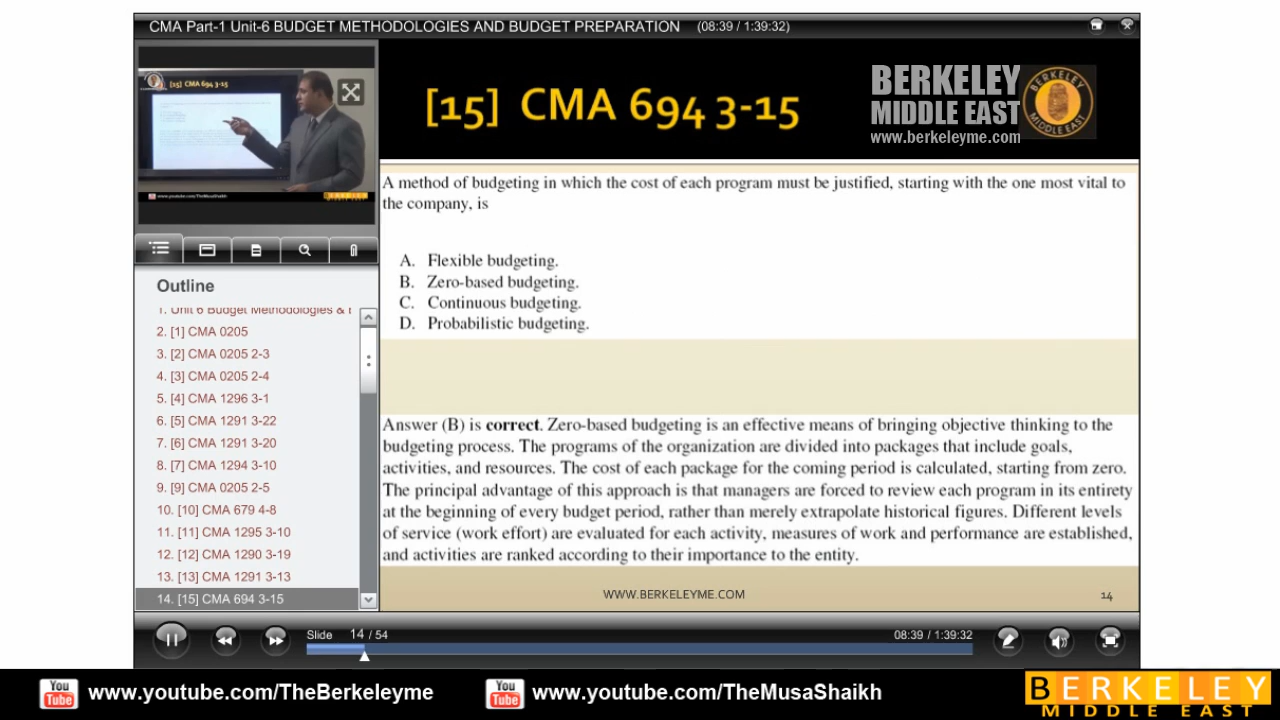 CMA Part-1 Unit-6 BUDGET METHODOLOGIES AND BUDGET PREPARATION (08:39 / 1:39:32)
[15] CMA 694 3-15
[15] CMA 694 3-15
BERKELEY
MIDDLE EAST
www.berkeleyme.com
BERKELEY
MIDDLE EAST
A method of budgeting in which the cost of each program must be justified, starting with the one most vital to
the company, is
A. Flexible budgeting.
B. Zero-based budgeting.
C. Continuous budgeting.
D. Probabilistic budgeting.
Answer (B) is correct. Zero-based budgeting is an effective means of bringing objective thinking to the
budgeting process. The programs of the organization are divided into packages that include goals,
activities, and resources. The cost of each package for the coming period is calculated, starting from zero.
The principal advantage of this approach is that managers are forced to review each program in its entirety
at the beginning of every budget period, rather than merely extrapolate historical figures. Different levels
of service (work effort) are evaluated for each activity, measures of work and performance are established,
and activities are ranked according to their importance to the entity.
WWW.BERKELEYME.COM
14
Outline
1. Unit 6 Budget Methodologies &
2. [1] CMA 0205
3. [2] CMA 0205 2-3
4. [3] CMA 0205 2-4
5. [4] CMA 1296 3-1
6. [5] CMA 1291 3-22
7. [6] CMA 1291 3-20
8. [7] CMA 1294 3-10
9. [9] CMA 0205 2-5
10. [10] CMA 679 4-8
11. [11] CMA 1295 3-10
12. [12] CMA 1290 3-19
13. [13] CMA 1291 3-13
14. [15] CMA 694 3-15
Slide 14 / 54
08:39 / 1:39:32
You
Tube
www.youtube.com/TheBerkeleyme
You
Tube
www.youtube.com/TheMusaShaikh
BERKELEY
MIDDLE EAST